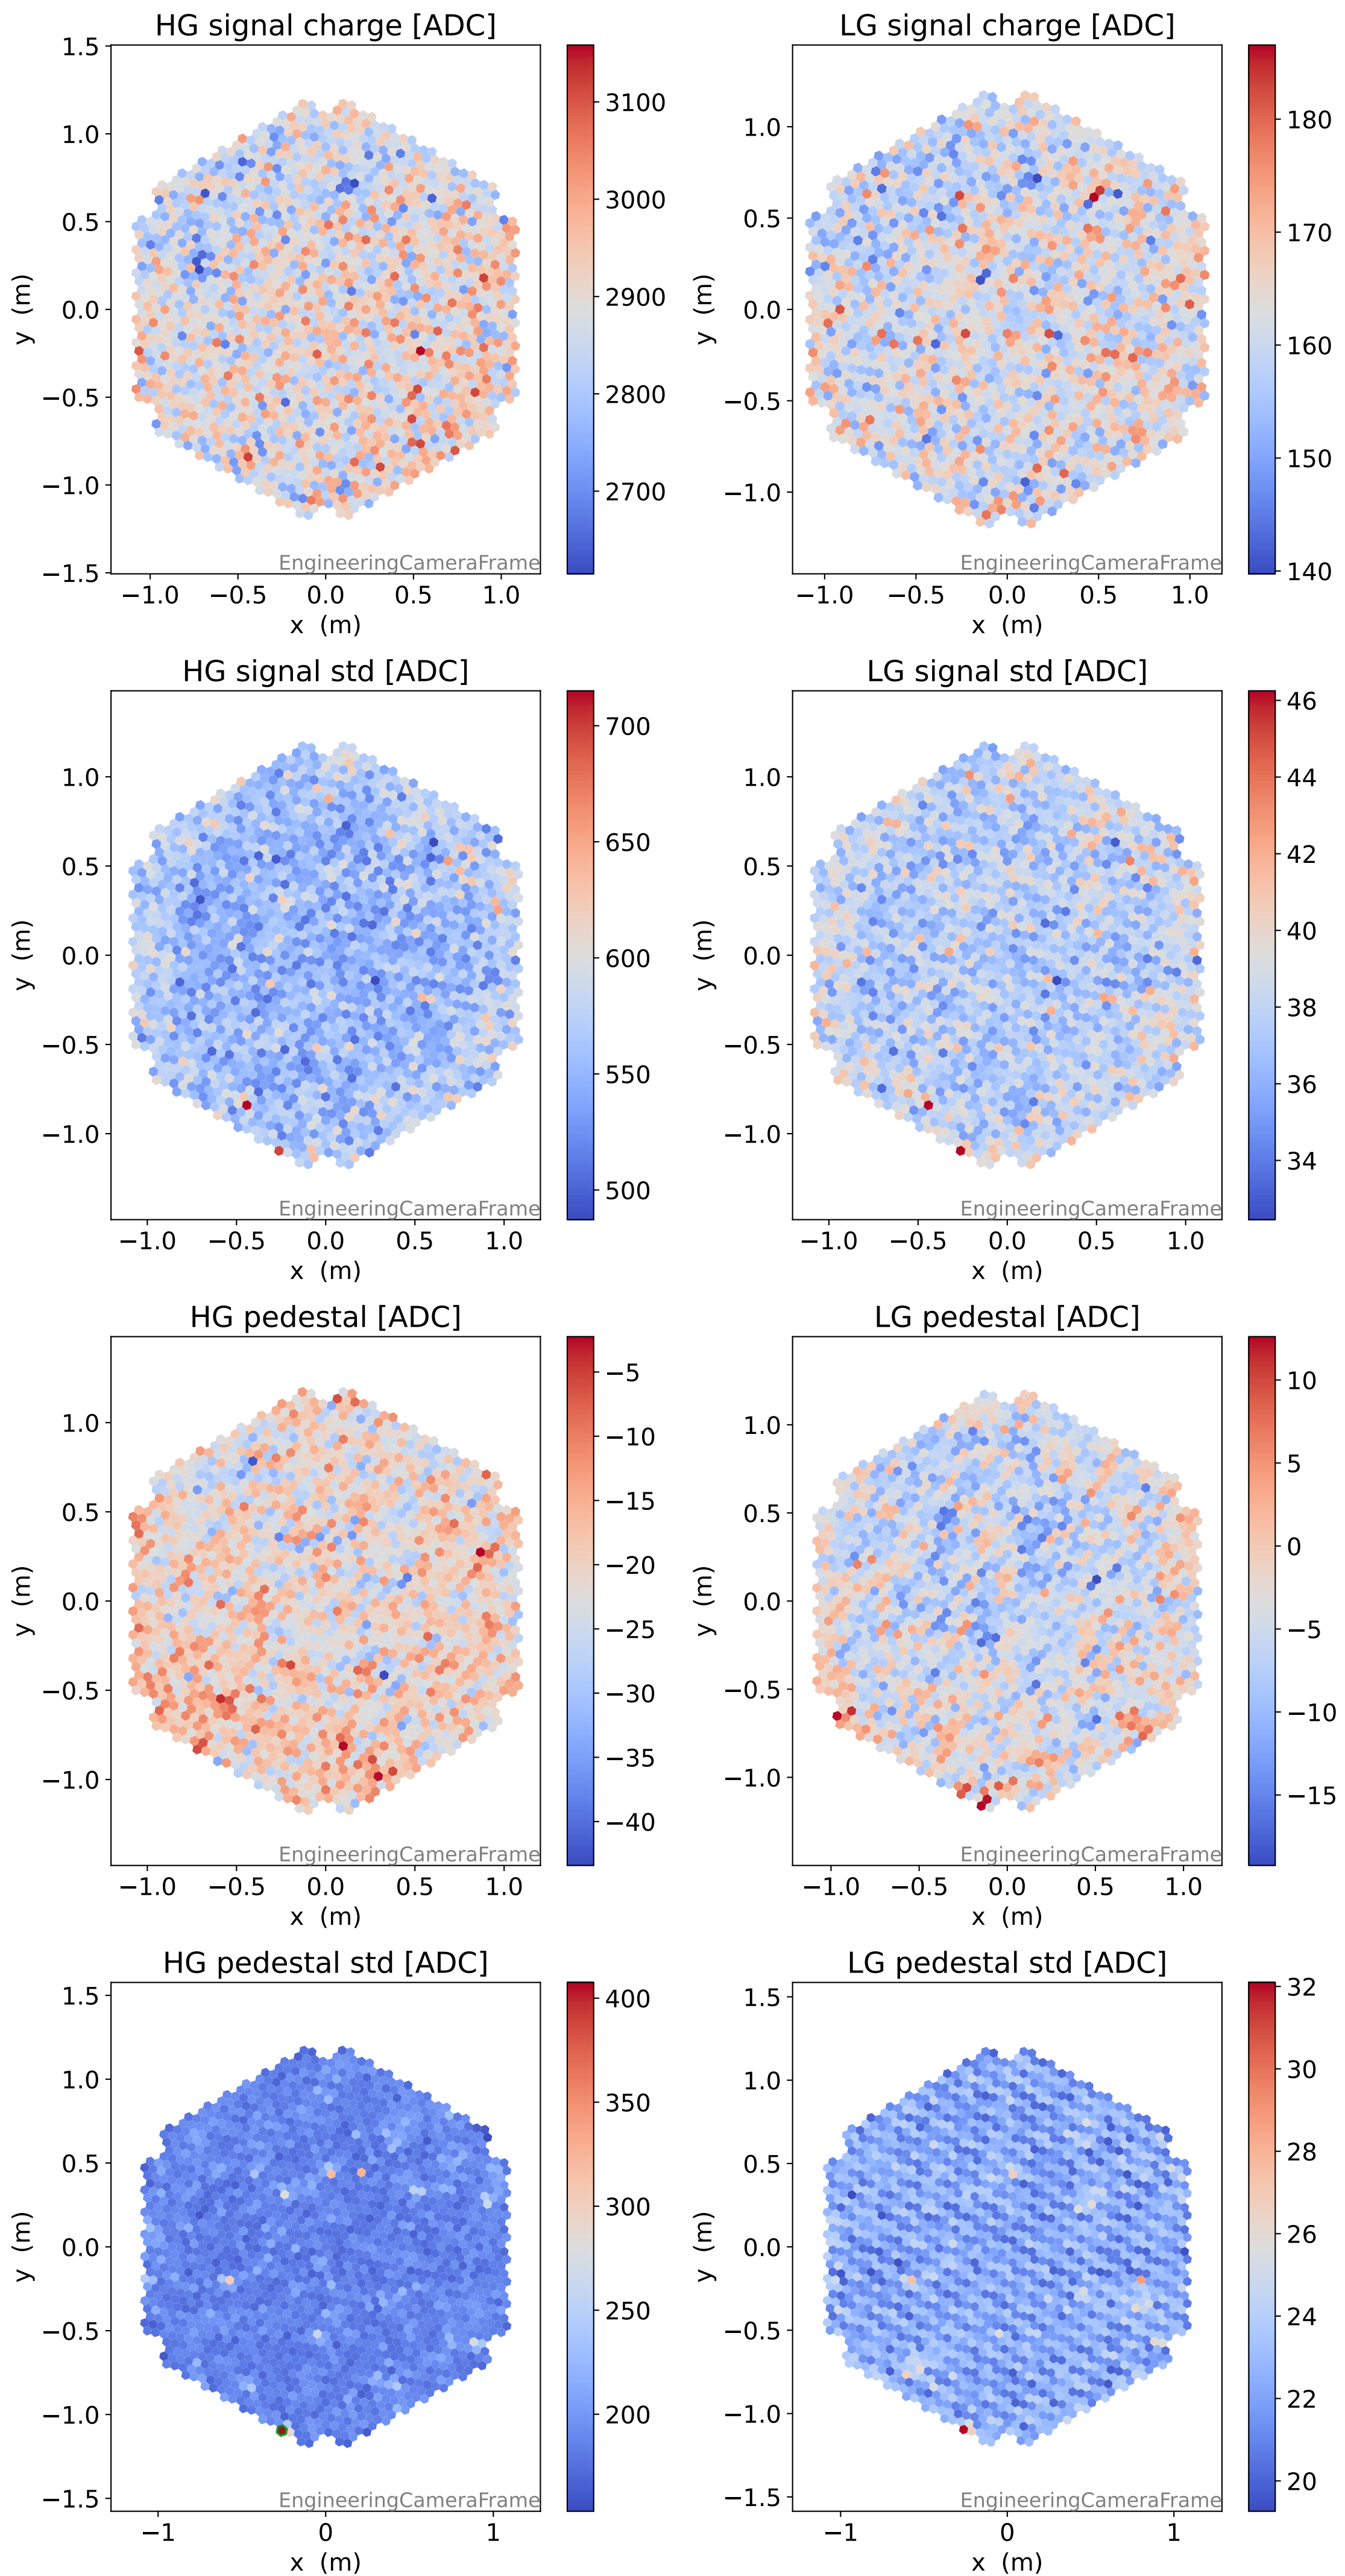 HG signal charge [ADC]
1.5
1.0
0.5
0.0
−0.5
−1.0
−1.5
y (m)
−1.0 −0.5 0.0 0.5 1.0
x (m)
EngineeringCameraFrame
3100
3000
2900
2800
2700
LG signal charge [ADC]
1.0
0.5
0.0
−0.5
−1.0
y (m)
−1.0 −0.5 0.0 0.5 1.0
x (m)
EngineeringCameraFrame
180
170
160
150
140
HG signal std [ADC]
1.0
0.5
0.0
−0.5
−1.0
y (m)
−1.0 −0.5 0.0 0.5 1.0
x (m)
EngineeringCameraFrame
700
650
600
550
500
LG signal std [ADC]
1.0
0.5
0.0
−0.5
−1.0
y (m)
−1.0 −0.5 0.0 0.5 1.0
x (m)
EngineeringCameraFrame
46
44
42
40
38
36
34
HG pedestal [ADC]
1.0
0.5
0.0
−0.5
−1.0
y (m)
−1.0 −0.5 0.0 0.5 1.0
x (m)
EngineeringCameraFrame
−5
−10
−15
−20
−25
−30
−35
−40
LG pedestal [ADC]
1.0
0.5
0.0
−0.5
−1.0
y (m)
−1.0 −0.5 0.0 0.5 1.0
x (m)
EngineeringCameraFrame
10
5
0
−5
−10
−15
HG pedestal std [ADC]
1.5
1.0
0.5
0.0
−0.5
−1.0
−1.5
y (m)
−1 0 1
x (m)
EngineeringCameraFrame
400
350
300
250
200
LG pedestal std [ADC]
1.5
1.0
0.5
0.0
−0.5
−1.0
−1.5
y (m)
−1 0 1
x (m)
EngineeringCameraFrame
32
30
28
26
24
22
20